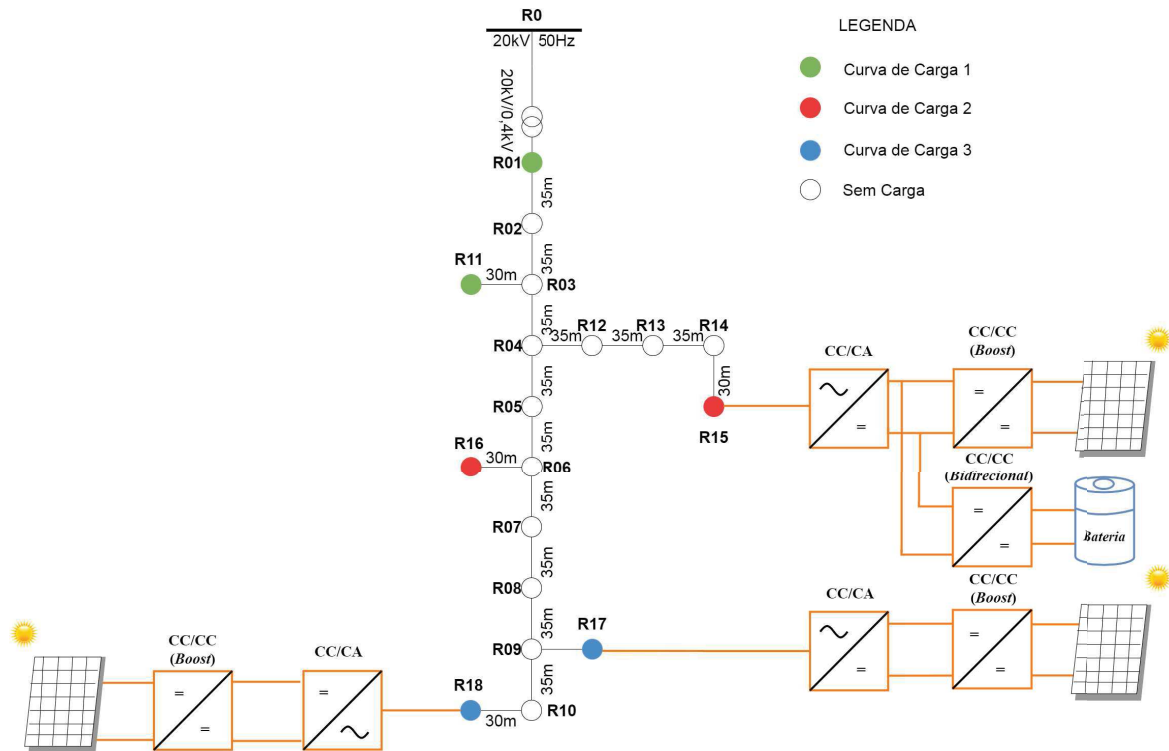 R0
20kV 50Hz
20kV/0,4kV
R01
35m
R02
35m
R11
30m
R03
35m
R04
35m
R12
35m
R13
35m
R14
30m
R15
35m
R05
35m
R16
30m
R06
35m
R07
35m
R08
35m
R09
R17
35m
R18
30m
R10
LEGENDA
Curva de Carga 1
Curva de Carga 2
Curva de Carga 3
Sem Carga
CC/CA
=
CC/CC
(Boost)
=
=
CC/CC
(Bidirecional)
=
=
Bateria
CC/CA
=
CC/CC
(Boost)
=
=
CC/CC
(Boost)
=
=
CC/CA
=